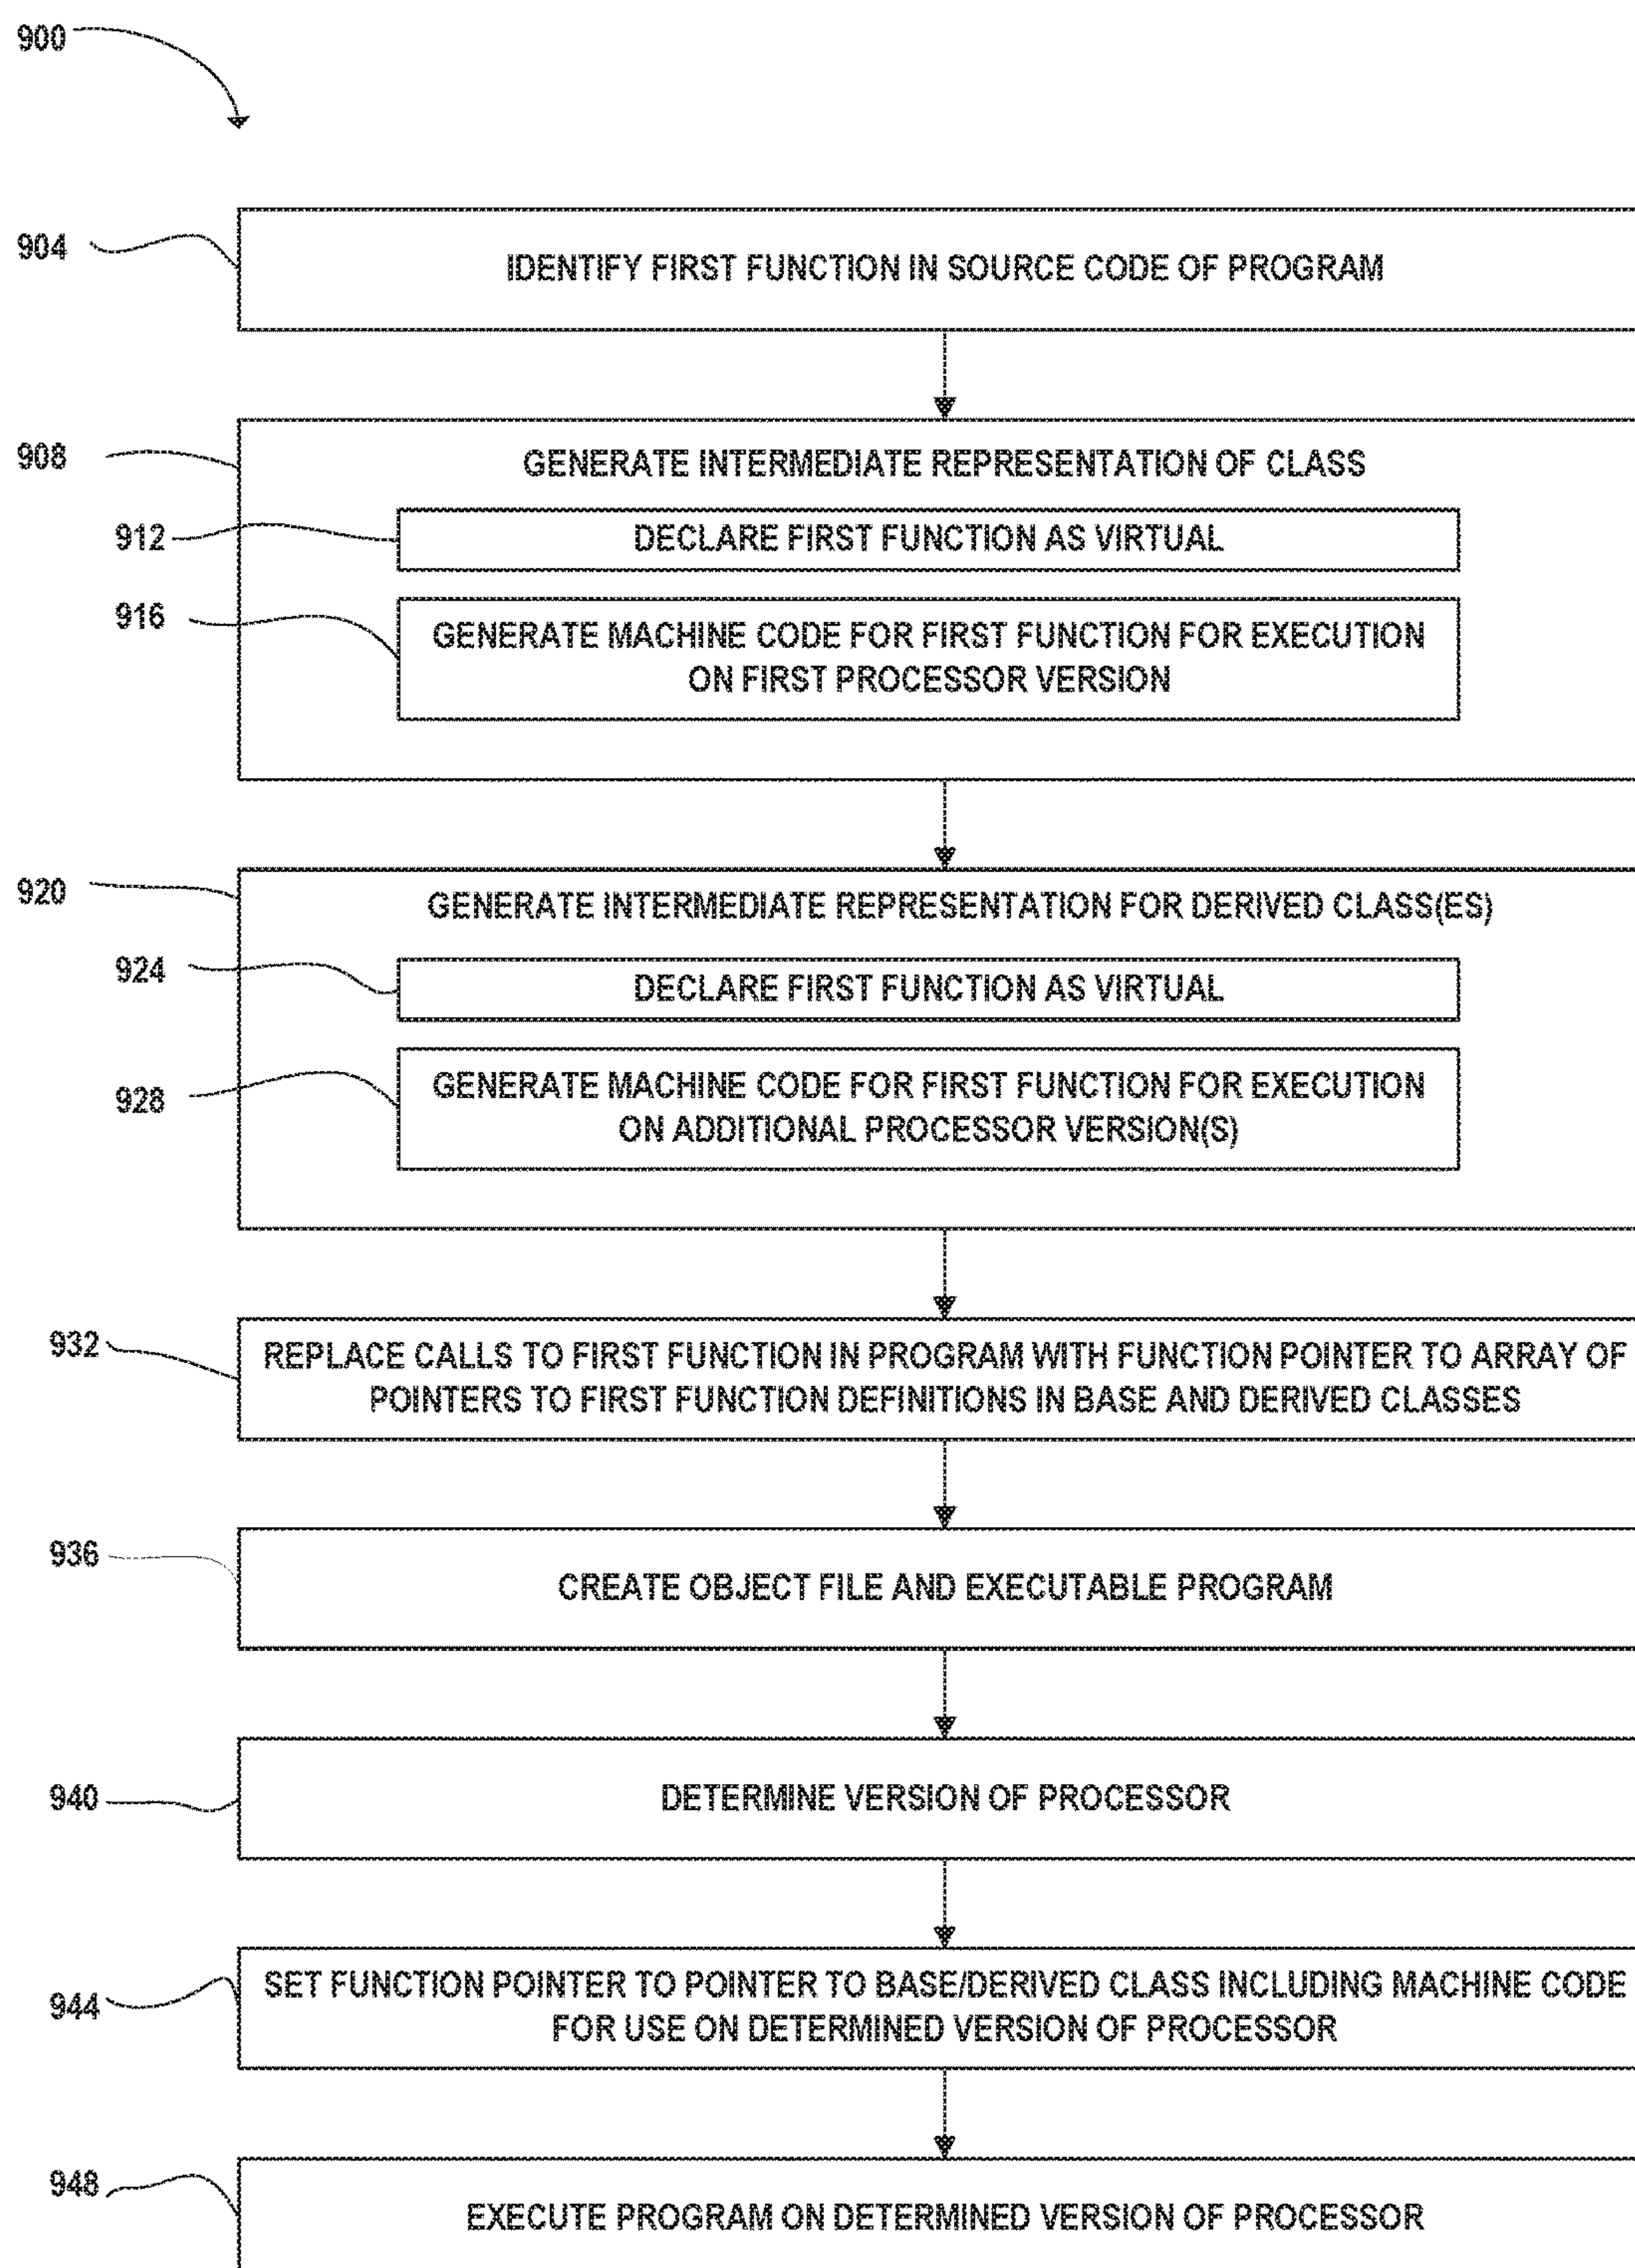 900
904
IDENTIFY FIRST FUNCTION IN SOURCE CODE OF PROGRAM
908
GENERATE INTERMEDIATE REPRESENTATION OF CLASS
912
DECLARE FIRST FUNCTION AS VIRTUAL
916
GENERATE MACHINE CODE FOR FIRST FUNCTION FOR EXECUTION
ON FIRST PROCESSOR VERSION
920
GENERATE INTERMEDIATE REPRESENTATION FOR DERIVED CLASS(ES)
924
DECLARE FIRST FUNCTION AS VIRTUAL
928
GENERATE MACHINE CODE FOR FIRST FUNCTION FOR EXECUTION
ON ADDITIONAL PROCESSOR VERSION(S)
932
REPLACE CALLS TO FIRST FUNCTION IN PROGRAM WITH FUNCTION POINTER TO ARRAY OF
POINTERS TO FIRST FUNCTION DEFINITIONS IN BASE AND DERIVED CLASSES
936
CREATE OBJECT FILE AND EXECUTABLE PROGRAM
940
DETERMINE VERSION OF PROCESSOR
944
SET FUNCTION POINTER TO POINTER TO BASE/DERIVED CLASS INCLUDING MACHINE CODE
FOR USE ON DETERMINED VERSION OF PROCESSOR
948
EXECUTE PROGRAM ON DETERMINED VERSION OF PROCESSOR